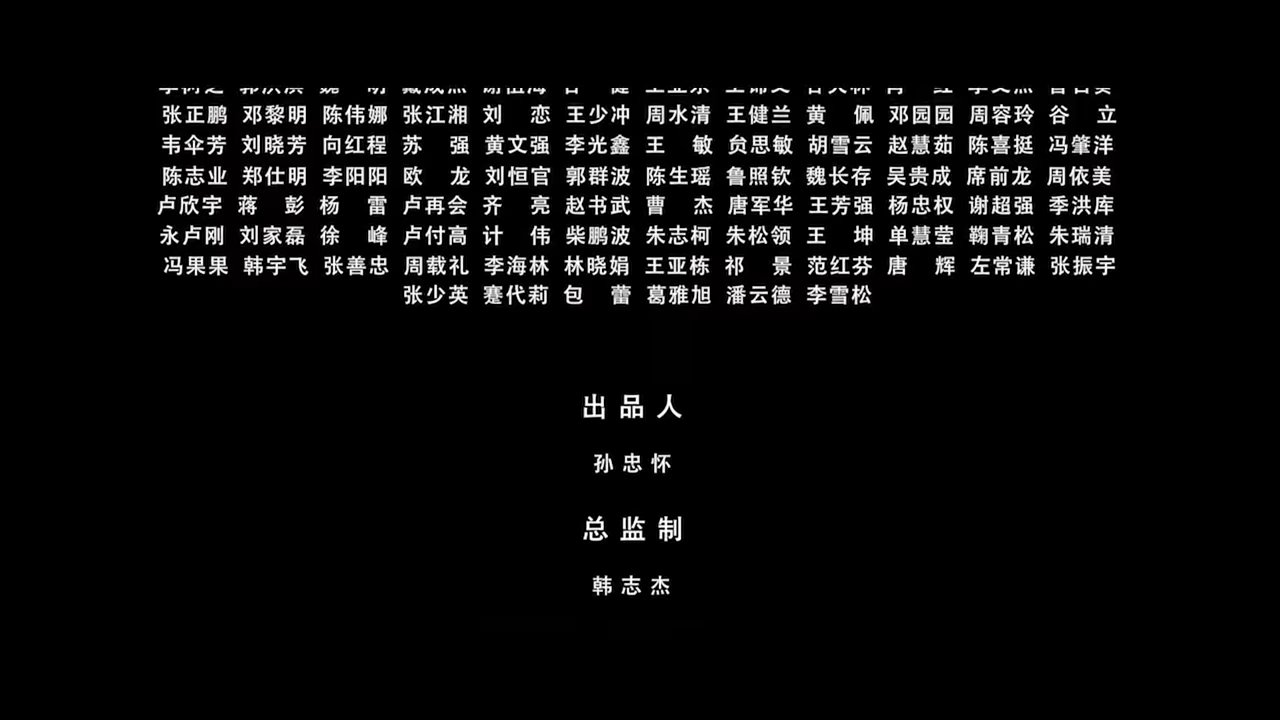 张正鹏 邓黎明 陈伟娜 张江湘 刘 恋 王少冲 周水清 王健兰 黄 佩 邓园园 周容玲 谷 立
韦伞芳 刘晓芳 向红程 苏 强 黄文强 李光鑫 王 敏 贠思敏 胡雪云 赵慧茹 陈喜挺 冯肇洋
陈志业 郑仕明 李阳阳 欧 龙 刘恒官 郭群波 陈生瑶 鲁照钦 魏长存 吴贵成 席前龙 周依美
卢欣宇 蒋 彭 杨 雷 卢再会 齐 亮 赵书武 曹 杰 唐军华 王芳强 杨忠权 谢超强 季洪库
永卢刚 刘家磊 徐 峰 卢付高 计 伟 柴鹏波 朱志柯 朱松领 王 坤 单慧莹 鞠青松 朱瑞清
冯果果 韩宇飞 张善忠 周载礼 李海林 林晓娟 王亚栋 祁 景 范红芬 唐 辉 左常谦 张振宇
张少英 蹇代莉 包 蕾 葛雅旭 潘云德 李雪松
出品人
孙忠怀
总监制
韩志杰